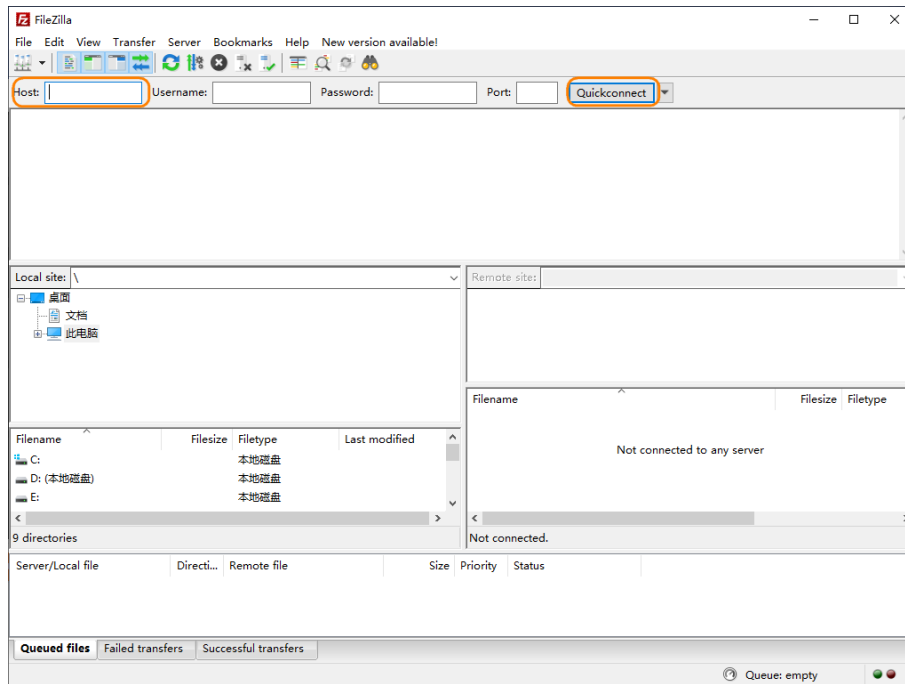 FileZilla
File Edit View Transfer Server Bookmarks Help New version available!
Host: Username: Password: Port: Quickconnect
Local site: \
桌面
文档
此电脑
Filename Filesize Filetype Last modified
C: 本地磁盘
D: (本地磁盘) 本地磁盘
E: 本地磁盘
9 directories
Remote site:
Filename Filesize Filetype
Not connected to any server
Not connected.
Server/Local file Directi... Remote file Size Priority Status
Queued files Failed transfers Successful transfers
Queue: empty